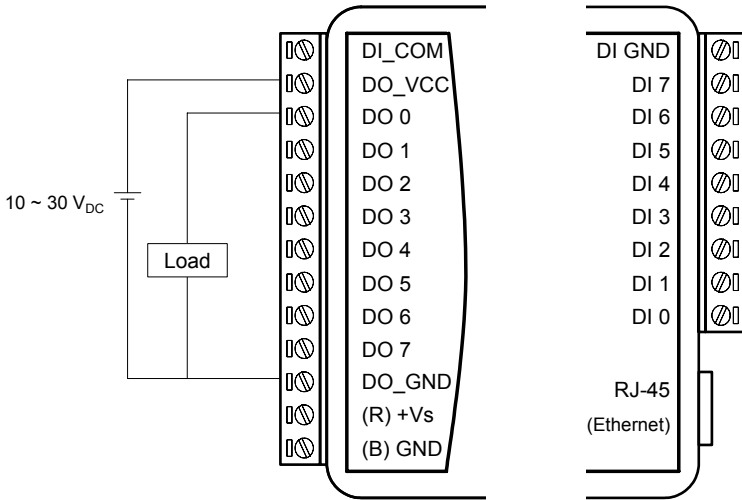 10 ~ 30 VDC
Load
DI_COM
DO_VCC
DO 0
DO 1
DO 2
DO 3
DO 4
DO 5
DO 6
DO 7
DO_GND
(R) +Vs
(B) GND
DI GND
DI 7
DI 6
DI 5
DI 4
DI 3
DI 2
DI 1
DI 0
RJ-45
(Ethernet)